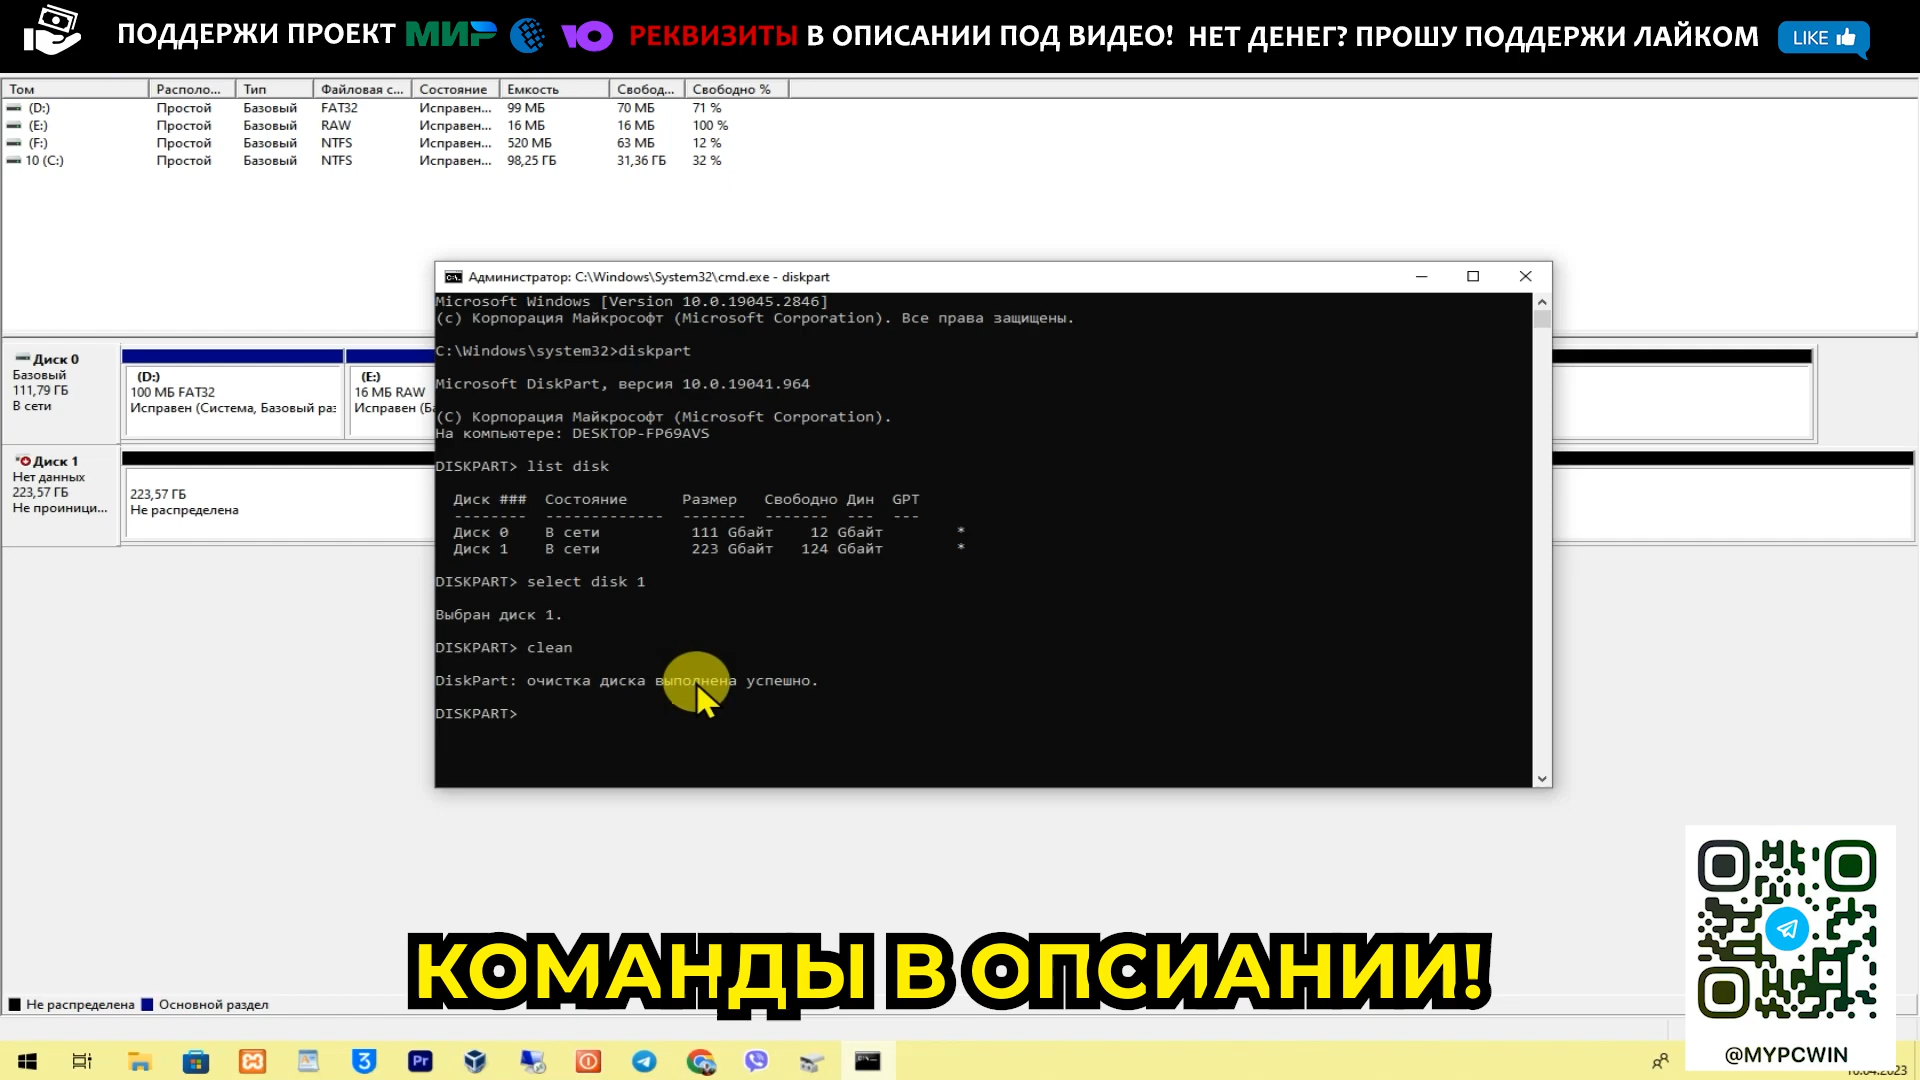 ПОДДЕРЖИ ПРОЕКТ МИР Ю РЕКВИЗИТЫ В ОПИСАНИИ ПОД ВИДЕО! НЕТ ДЕНЕГ? ПРОШУ ПОДДЕРЖИ ЛАЙКОМ LIKE
Том Располо... Тип Файловая с... Состояние Емкость Свобод... Свободно %
(D:) Простой Базовый FAT32 Исправен... 99 МБ 70 МБ 71 %
(E:) Простой Базовый RAW Исправен... 16 МБ 16 МБ 100 %
(F:) Простой Базовый NTFS Исправен... 520 МБ 63 МБ 12 %
10 (C:) Простой Базовый NTFS Исправен... 98,25 ГБ 31,36 ГБ 32 %
Администратор: C:\Windows\System32\cmd.exe - diskpart
Microsoft Windows [Version 10.0.19045.2846]
(c) Корпорация Майкрософт (Microsoft Corporation). Все права защищены.
C:\Windows\system32>diskpart
Microsoft DiskPart, версия 10.0.19041.964
(C) Корпорация Майкрософт (Microsoft Corporation).
На компьютере: DESKTOP-FP69AVS
DISKPART> list disk
Диск ### Состояние Размер Свободно Дин GPT
-------- ------------- ------- ------- --- ---
Диск 0 В сети 111 Gбайт 12 Gбайт *
Диск 1 В сети 223 Gбайт 124 Gбайт *
DISKPART> select disk 1
Выбран диск 1.
DISKPART> clean
DiskPart: очистка диска выполнена успешно.
DISKPART>
Диск 0
Базовый
111,79 ГБ
В сети
(D:)
100 МБ FAT32
Исправен (Система, Базовый раз
(E:)
16 МБ RAW
Исправен (Ба
Диск 1
Нет данных
223,57 ГБ
Не проиници...
223,57 ГБ
Не распределена
КОМАНДЫ В ОПСИАНИИ!
Не распределена Основной раздел
3
Pr
@MYPCWIN